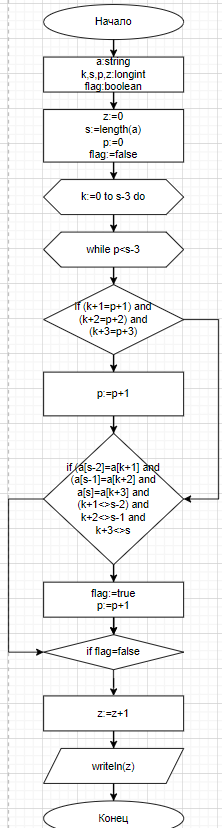 Начало
a:string
k,s,p,z:longint
flag:boolean
z:=0
s:=length(a)
p:=0
flag:=false
k:=0 to s-3 do
while p<s-3
if (k+1=p+1) and
(k+2=p+2) and
(k+3=p+3)
p:=p+1
if (a[s-2]=a[k+1] and
(a[s-1]=a[k+2] and
a[s]=a[k+3] and
(k+1<>s-2) and
k+2<>s-1 and
k+3<>s
flag:=true
p:=p+1
if flag=false
z:=z+1
writeln(z)
Конец